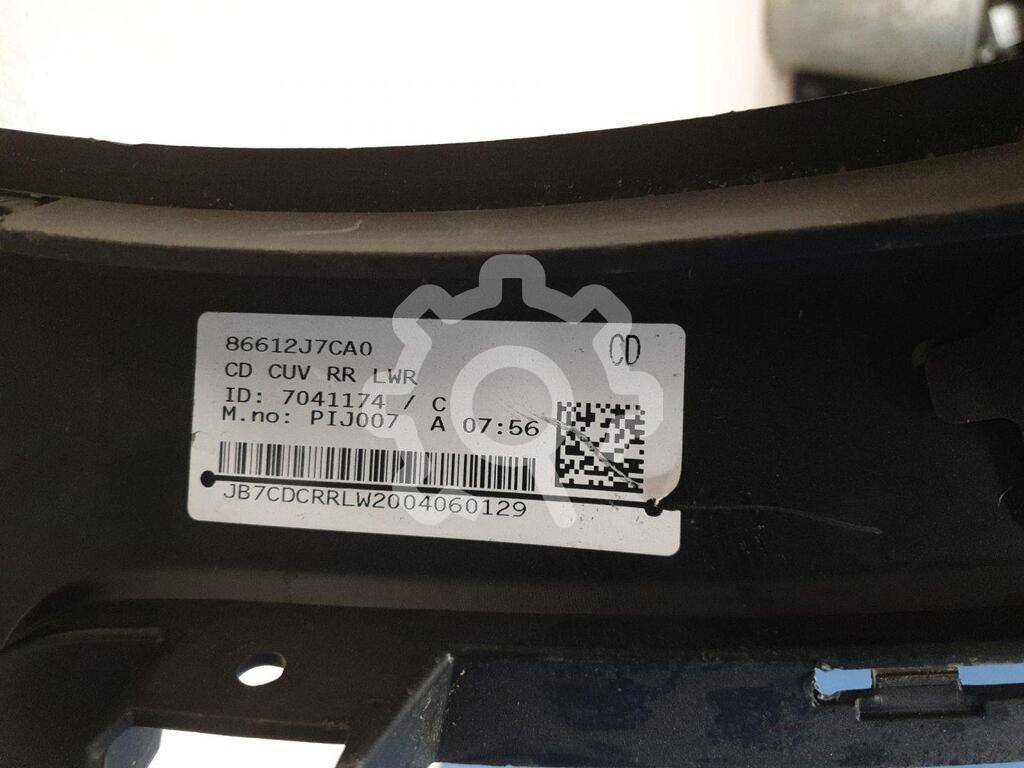 86612J7CA0
CD
CD CUV RR LWR
ID: 7041174 / C
M.no: PIJ007 A 07:56
JB7CDCRRLW2004060129